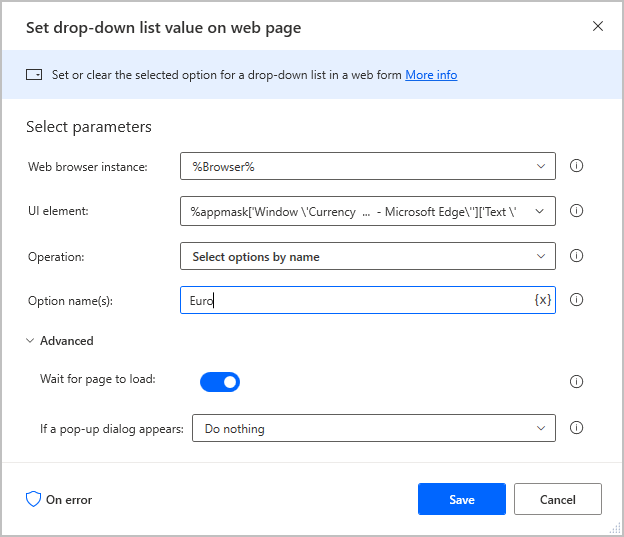 Set drop-down list value on web page
Set or clear the selected option for a drop-down list in a web form More info
Select parameters
Web browser instance: %Browser%
UI element: %appmask['Window \'Currency ... - Microsoft Edge\'']['Text \'
Operation: Select options by name
Option name(s): Euro {x}
Advanced
Wait for page to load:
If a pop-up dialog appears: Do nothing
On error Save Cancel